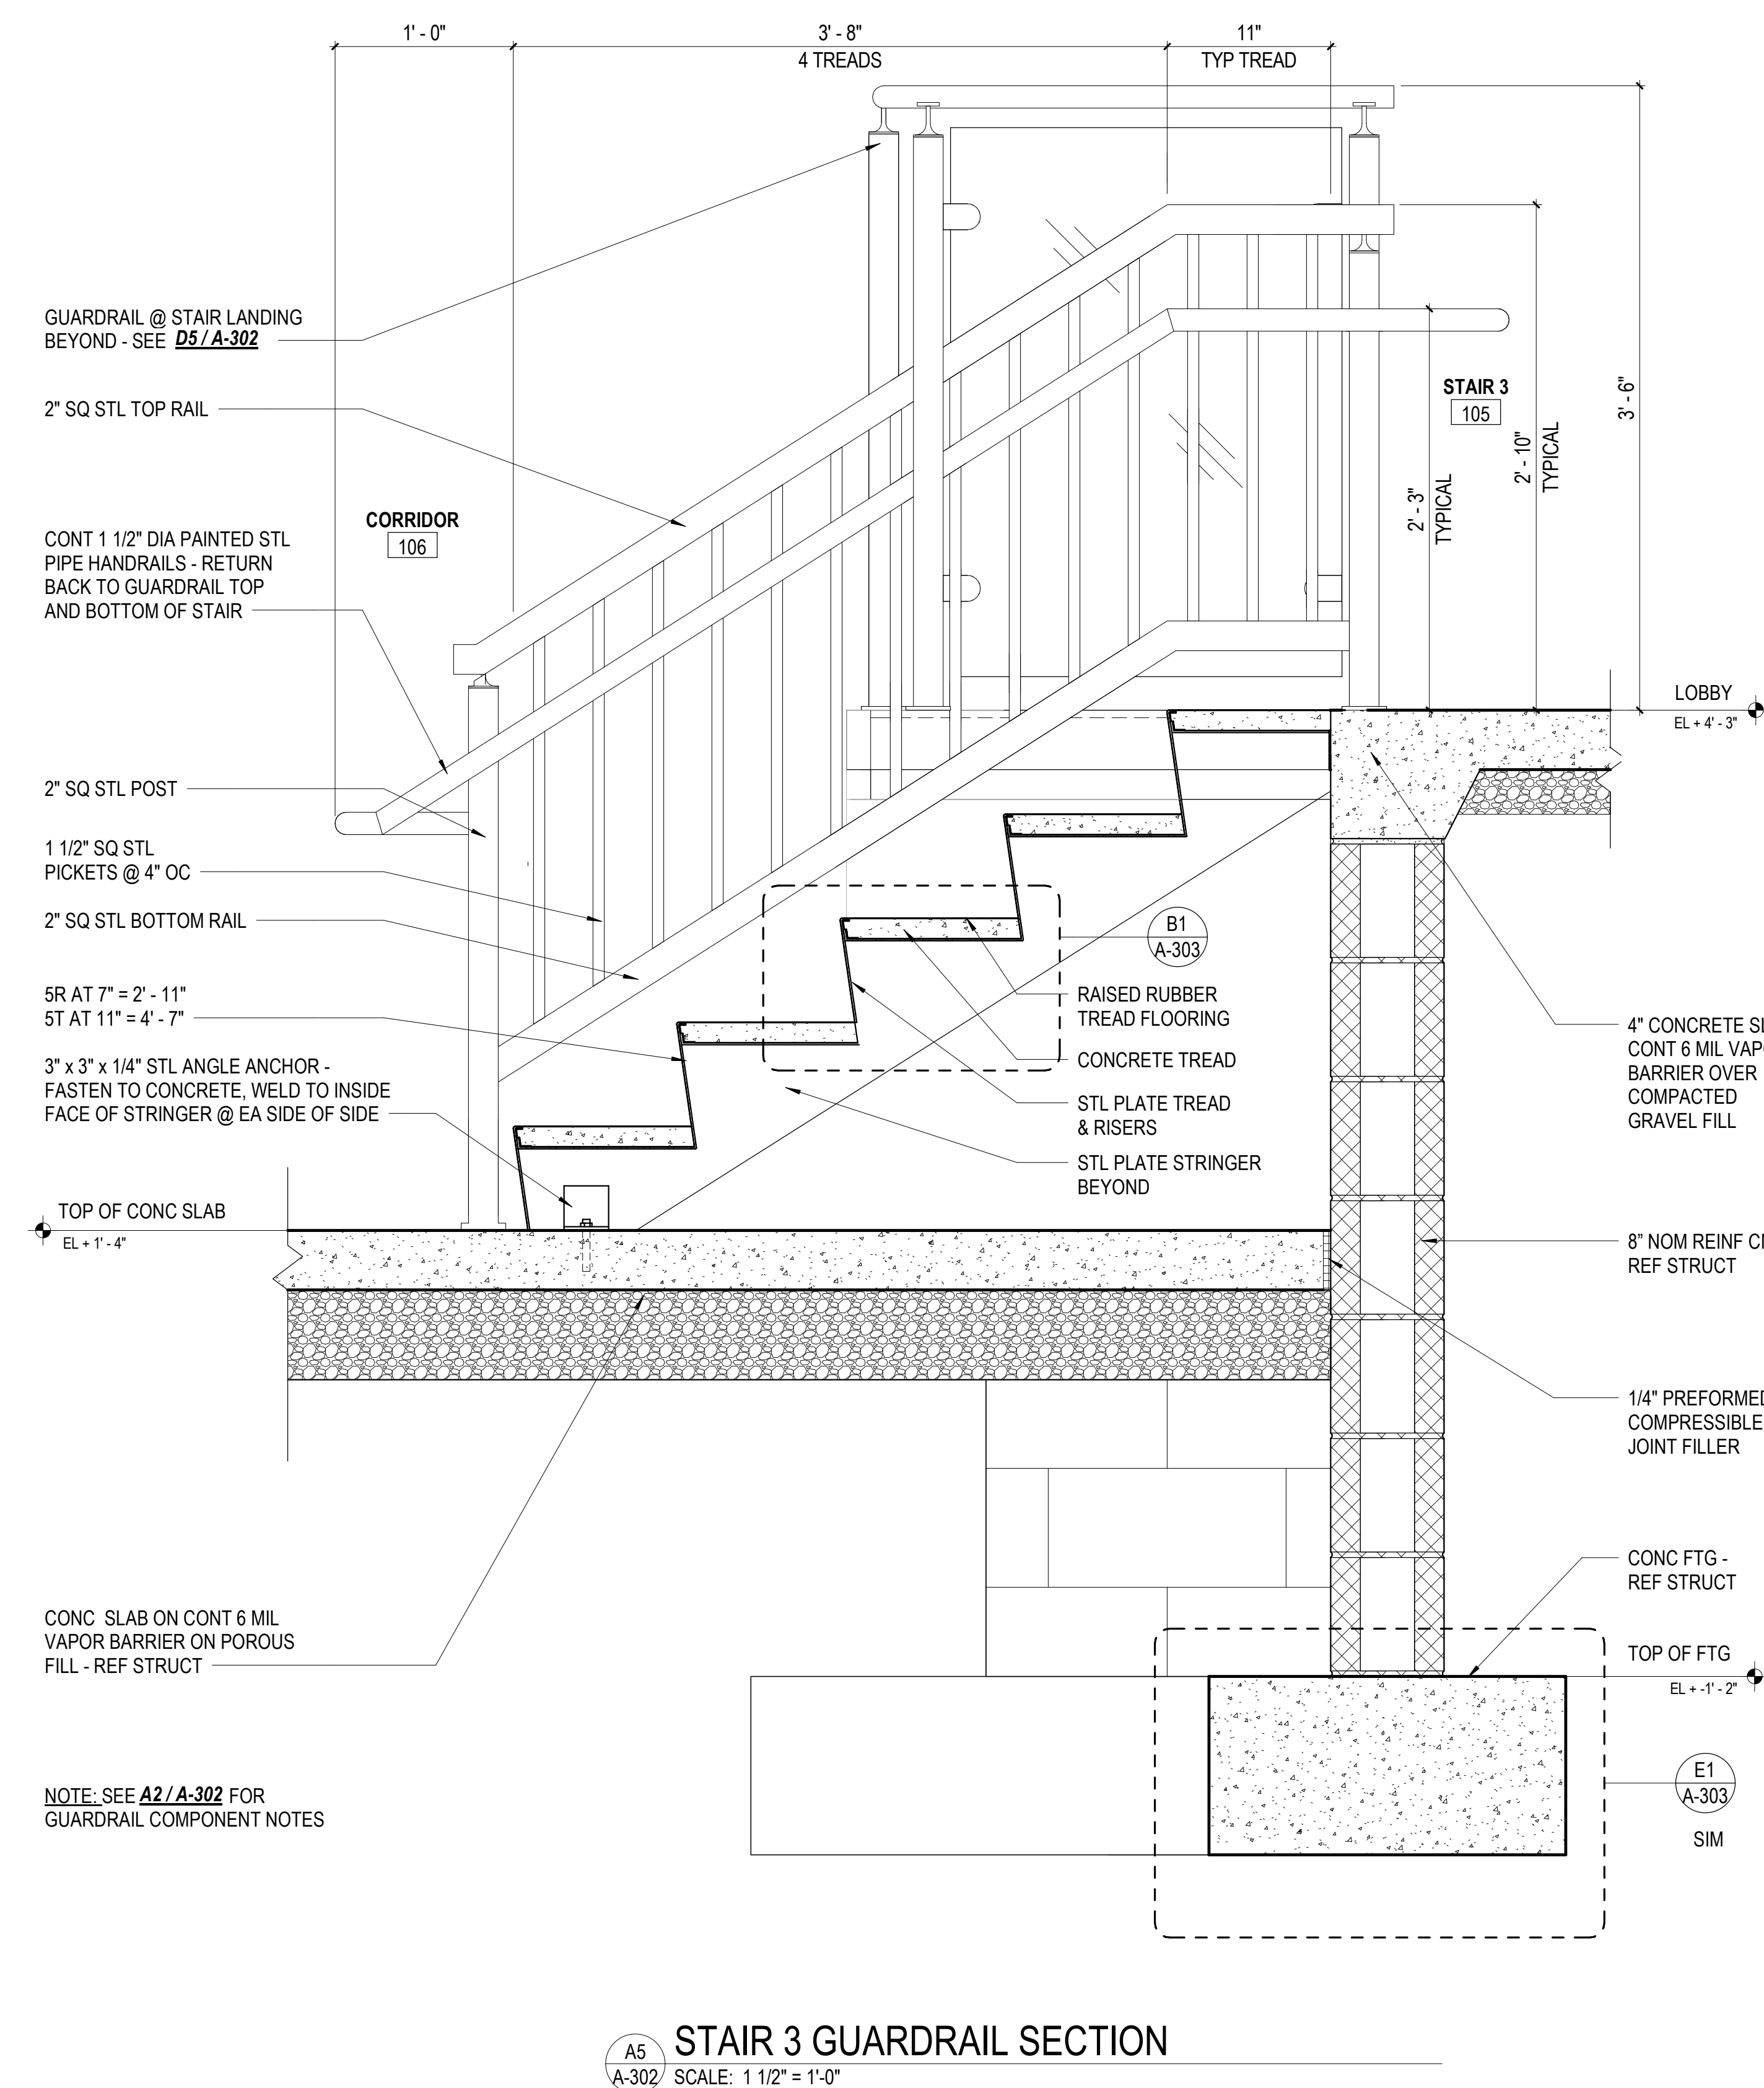 1' - 0"
3' - 8"
4 TREADS
11"
TYP TREAD
GUARDRAIL @ STAIR LANDING
BEYOND - SEE D5 / A-302
2" SQ STL TOP RAIL
CORRIDOR
106
CONT 1 1/2" DIA PAINTED STL
PIPE HANDRAILS - RETURN
BACK TO GUARDRAIL TOP
AND BOTTOM OF STAIR
2" SQ STL POST
1 1/2" SQ STL
PICKETS @ 4" OC
2" SQ STL BOTTOM RAIL
5R AT 7" = 2' - 11"
5T AT 11" = 4' - 7"
3" x 3" x 1/4" STL ANGLE ANCHOR -
FASTEN TO CONCRETE, WELD TO INSIDE
FACE OF STRINGER @ EA SIDE OF SIDE
TOP OF CONC SLAB
EL + 1' - 4"
CONC SLAB ON CONT 6 MIL
VAPOR BARRIER ON POROUS
FILL - REF STRUCT
NOTE: SEE A2 / A-302 FOR
GUARDRAIL COMPONENT NOTES
STAIR 3
105
2' - 3"
TYPICAL
2' - 10"
TYPICAL
3' - 6"
LOBBY
EL + 4' - 3"
B1
A-303
RAISED RUBBER
TREAD FLOORING
CONCRETE TREAD
STL PLATE TREAD
& RISERS
STL PLATE STRINGER
BEYOND
4" CONCRETE
CONT 6 MIL
BARRIER OVER
COMPACTED
GRAVEL FILL
8” NOM REINF
REF STRUCT
1/4" PREFORMED
COMPRESSIBLE
JOINT FILLER
CONC FTG -
REF STRUCT
TOP OF FTG
EL + -1' - 2"
E1
A-303
SIM
A5
A-302
STAIR 3 GUARDRAIL SECTION
SCALE: 1 1/2" = 1'-0"